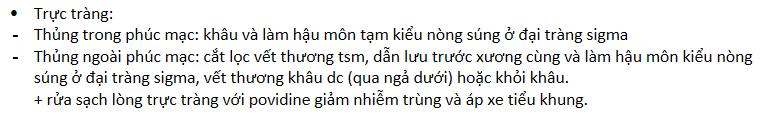 • Trực tràng:
- Thủng trong phúc mạc: khâu và làm hậu môn tạm kiểu nòng súng ở đại tràng sigma
- Thủng ngoài phúc mạc: cắt lọc vết thương tsm, dẫn lưu trước xương cùng và làm hậu môn kiểu nòng
súng ở đại tràng sigma, vết thương khâu dc (qua ngả dưới) hoặc khỏi khâu.
+ rửa sạch lòng trực tràng với povidine giảm nhiễm trùng và áp xe tiểu khung.